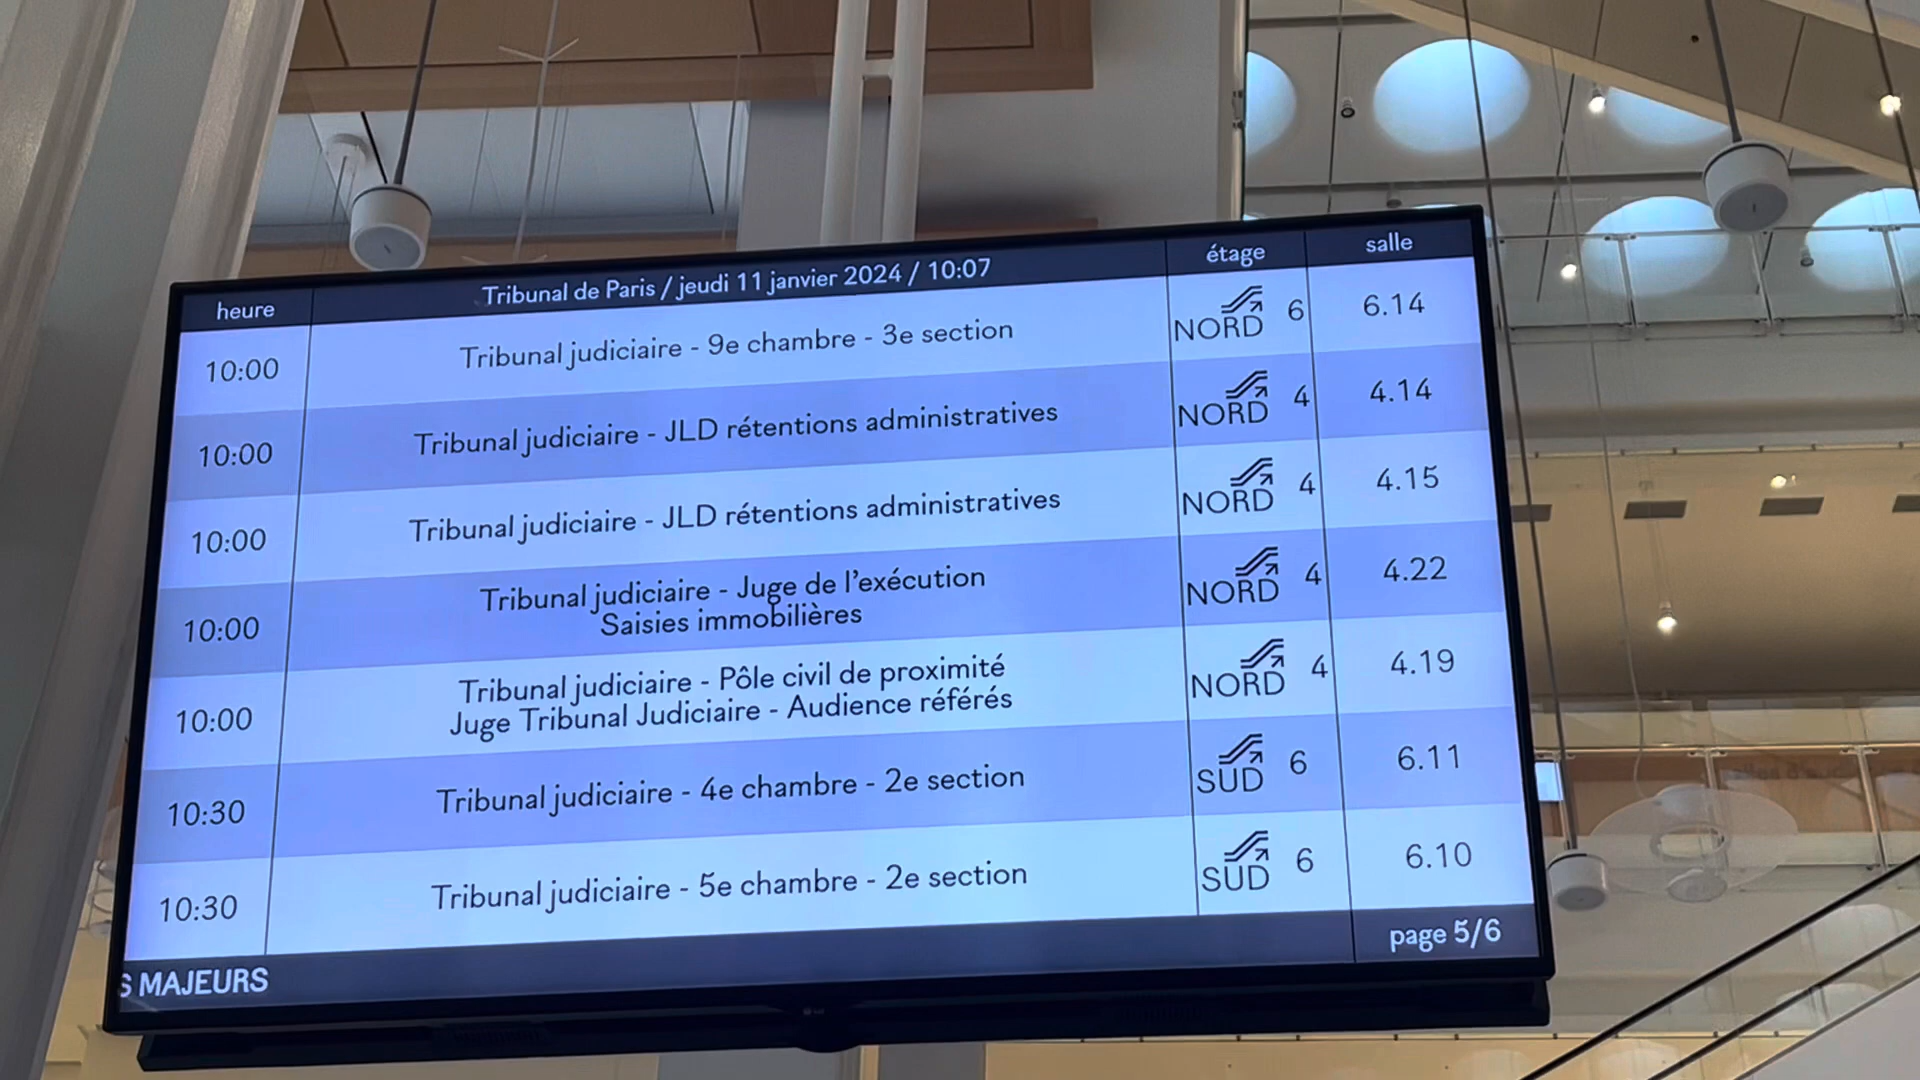 heure Tribunal de Paris / jeudi 11 janvier 2024 / 10:07 étage salle
10:00 Tribunal judiciaire - 9e chambre - 3e section NORD 6 6.14
10:00 Tribunal judiciaire - JLD rétentions administratives NORD 4 4.14
10:00 Tribunal judiciaire - JLD rétentions administratives NORD 4 4.15
10:00 Tribunal judiciaire - Juge de l'exécution NORD 4 4.22
Saisies immobilières
10:00 Tribunal judiciaire - Pôle civil de proximité NORD 4 4.19
Juge Tribunal Judiciaire - Audience référés
10:30 Tribunal judiciaire - 4e chambre - 2e section SUD 6 6.11
10:30 Tribunal judiciaire - 5e chambre - 2e section SUD 6 6.10
S MAJEURS page 5/6